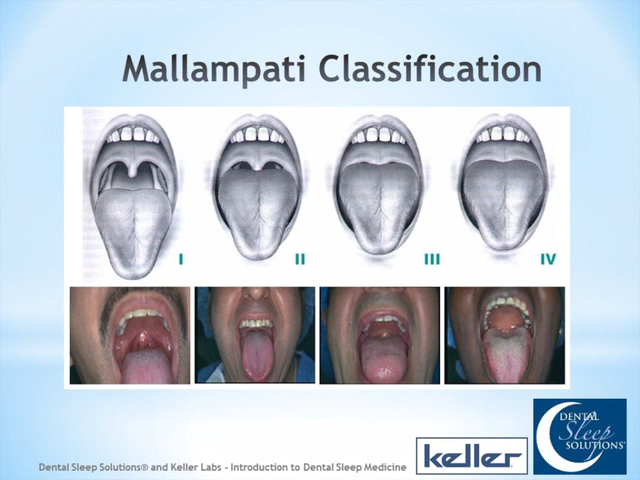 Mallampati Classification
I II III IV
DENTAL
Sleep
SOLUTIONS®
keller
Dental Sleep Solutions® and Keller Labs - Introduction to Dental Sleep Medicine